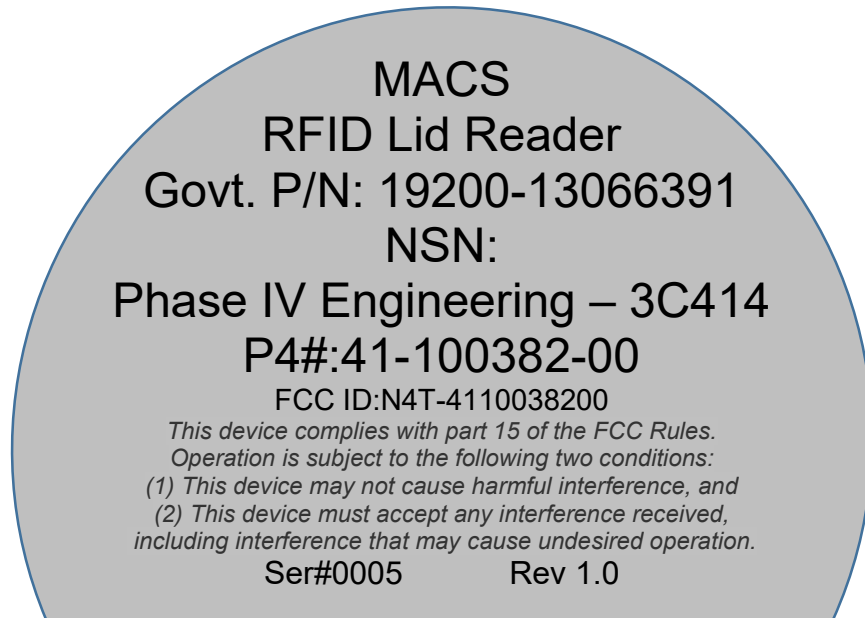 MACS
RFID Lid Reader
Govt. P/N: 19200-13066391
NSN:
Phase IV Engineering – 3C414
P4#:41-100382-00
FCC ID:N4T-4110038200
This device complies with part 15 of the FCC Rules.
Operation is subject to the following two conditions:
(1) This device may not cause harmful interference, and
(2) This device must accept any interference received,
including interference that may cause undesired operation.
Ser#0005 Rev 1.0